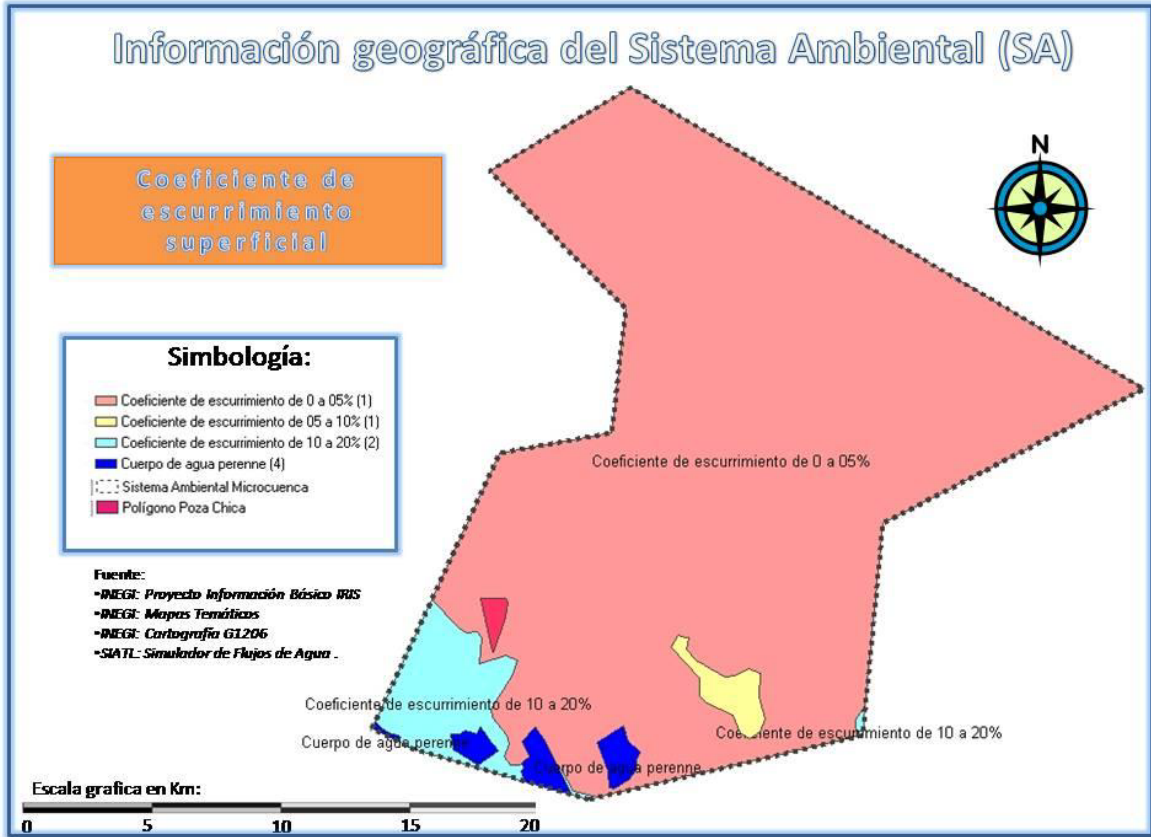 Información geográfica del Sistema Ambiental (SA)
Coeficiente de
escurrimiento
superficial
N
Simbología:
Coeficiente de escurrimiento de 0 a 05% (1)
Coeficiente de escurrimiento de 05 a 10% (1)
Coeficiente de escurrimiento de 10 a 20% (2)
Cuerpo de agua perenne (4)
Sistema Ambiental Microcuenca
Polígono Poza Chica
Coeficiente de escurrimiento de 0 a 05%
Fuente:
•INEGI: Proyecto Información Básico IRIS
•INEGI: Mapas Temáticos
•INEGI: Cartografía G1206
•SIATL: Simulador de Flujos de Agua .
Coeficiente de escurrimiento de 10 a 20%
Cuerpo de agua perenne
Coeficiente de escurrimiento de 10 a 20%
Cuerpo de agua perenne
Escala grafica en Km:
0 5 10 15 20